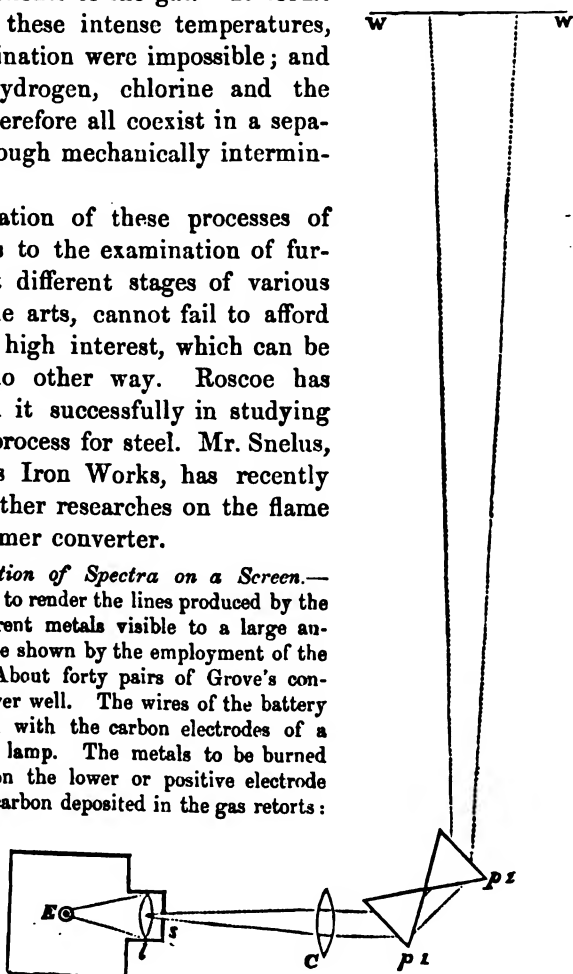 these intense temperatures,
ination were impossible; and
ydrogen, chlorine and the
erefore all coexist in a sepa-
ough mechanically intermin-
ation of these processes of
s to the examination of fur-
t different stages of various
e arts, cannot fail to afford
high interest, which can be
o other way. Roscoe has
it successfully in studying
process for steel. Mr. Snelus,
s Iron Works, has recently
ther researches on the flame
mer converter.
tion of Spectra on a Screen.—
to render the lines produced by the
rent metals visible to a large au-
e shown by the employment of the
About forty pairs of Grove's con-
ver well. The wires of the battery
with the carbon electrodes of a
lamp. The metals to be burned
on the lower or positive electrode
carbon deposited in the gas retorts:
W W
p 2
E l s C p 1